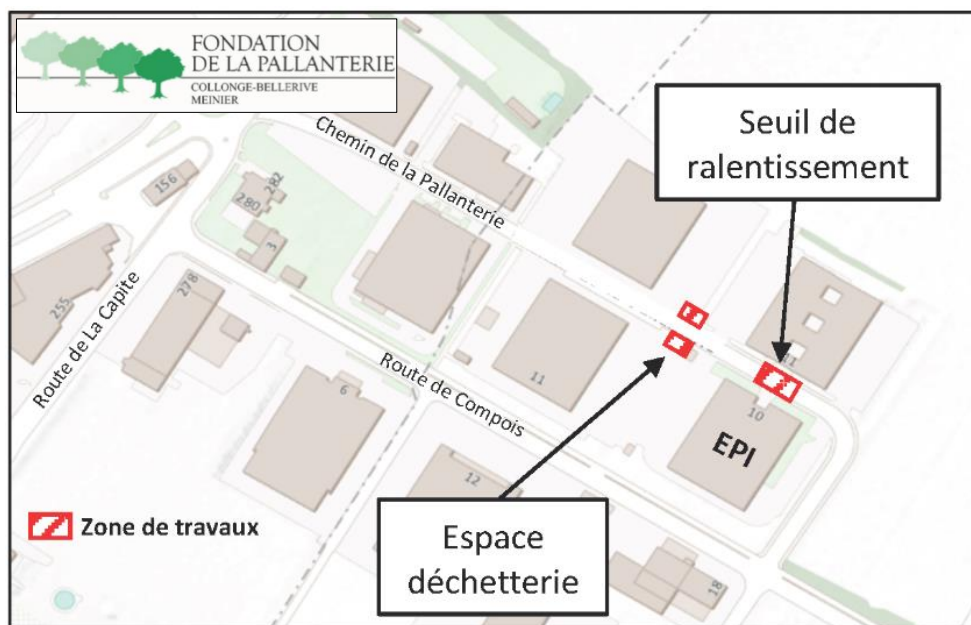 FONDATION
DE LA PALLANTERIE
COLLONGE-BELLERIVE
MEINIER
Chemin de la Pallanterie
Seuil de
ralentissement
156
282
280
3
278
255
Route de La Capite
Route de Compois
6
11
11
10
EPI
12
18
Zone de travaux
Espace
déchetterie